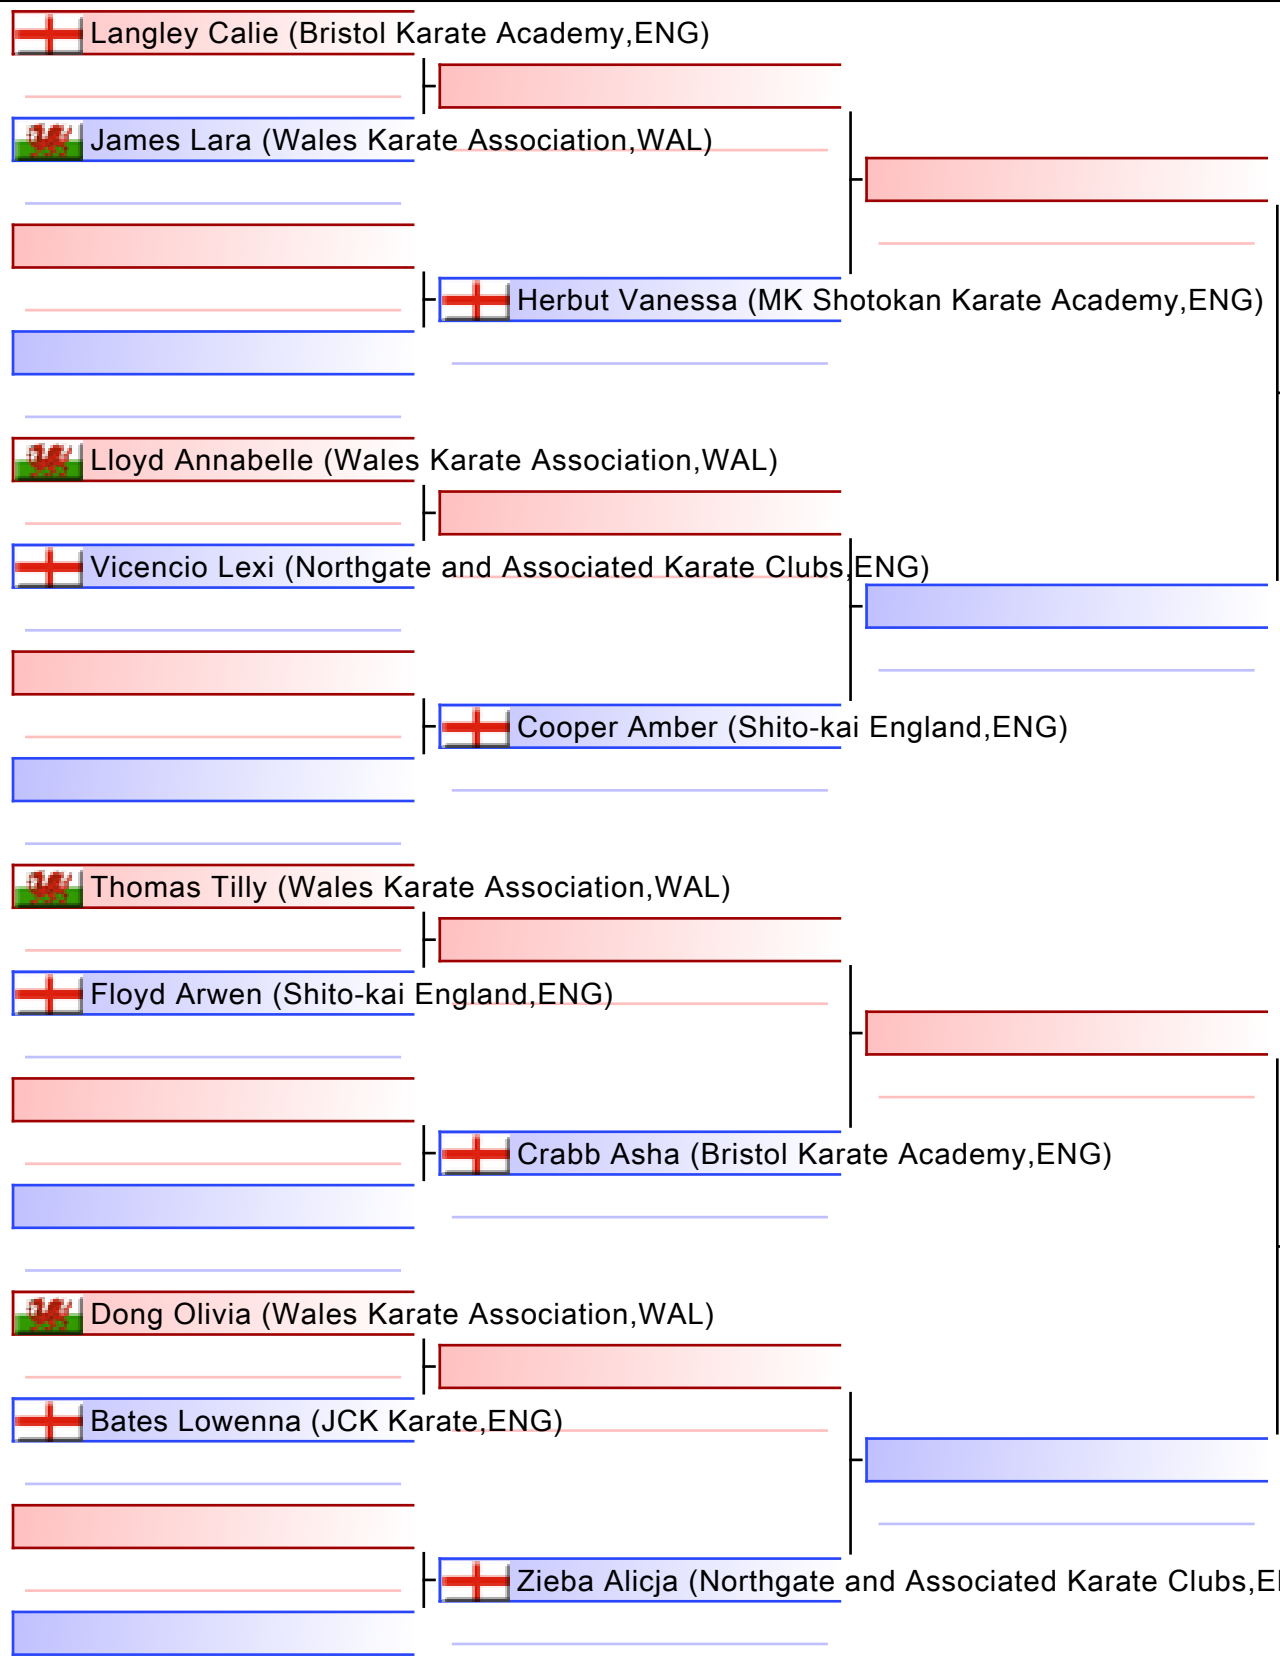 Langley Calie (Bristol Karate Academy,ENG)
James Lara (Wales Karate Association,WAL)
Herbut Vanessa (MK Shotokan Karate Academy,ENG)
Lloyd Annabelle (Wales Karate Association,WAL)
Vicencio Lexi (Northgate and Associated Karate Clubs,ENG)
Cooper Amber (Shito-kai England,ENG)
Thomas Tilly (Wales Karate Association,WAL)
Floyd Arwen (Shito-kai England,ENG)
Crabb Asha (Bristol Karate Academy,ENG)
Dong Olivia (Wales Karate Association,WAL)
Bates Lowenna (JCK Karate,ENG)
Zieba Alicja (Northgate and Associated Karate Clubs,